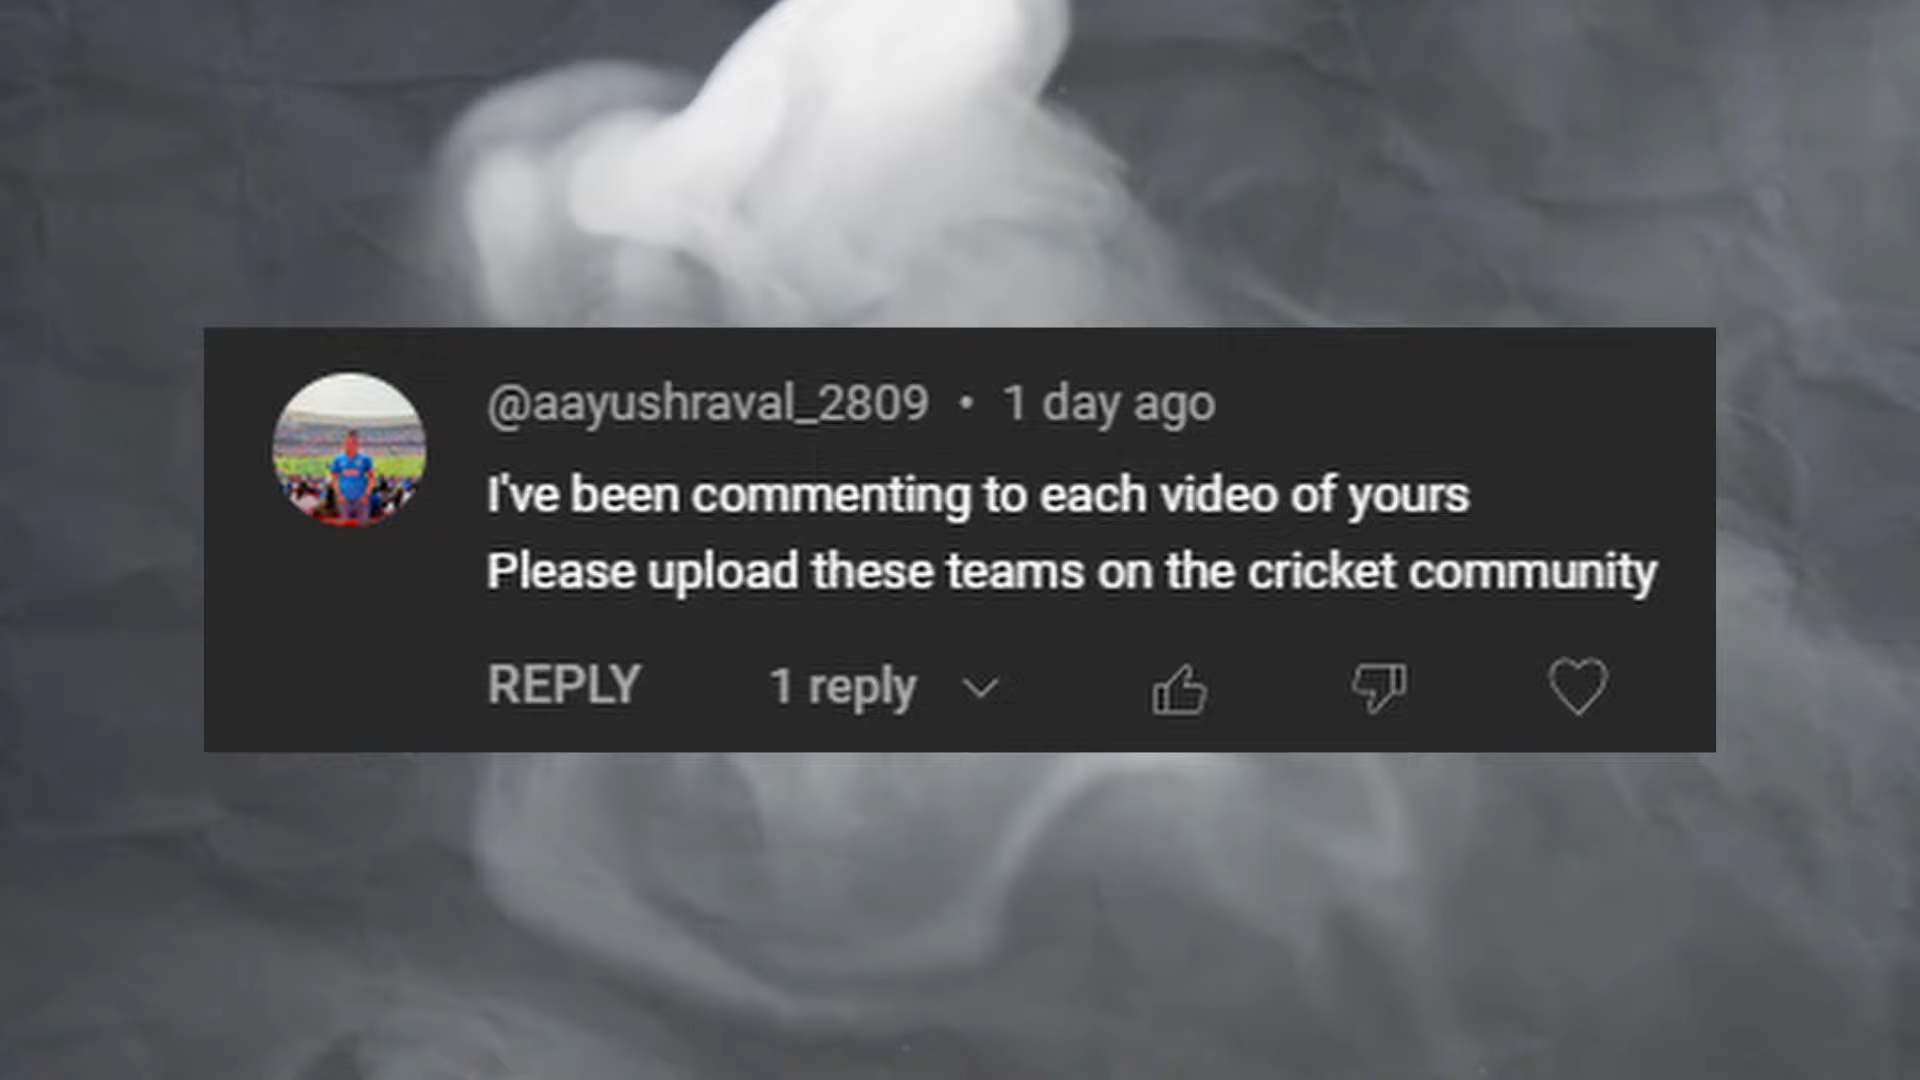 @aayushraval_2809 • 1 day ago
I've been commenting to each video of yours
Please upload these teams on the cricket community
REPLY 1 reply